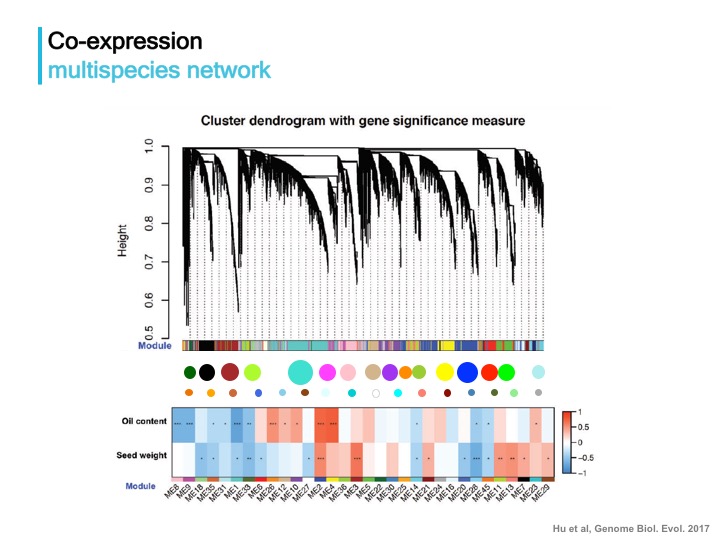 Co-expression
multispecies network
Cluster dendrogram with gene significance measure
Height
1.0
0.9
0.8
0.7
0.6
0.5
Module
Oil content
Seed weight
Module
ME8 ME9 ME18 ME35 ME31 ME1 ME33 ME6 ME26 ME12 ME10 ME27 ME2 ME4 ME36 ME3 ME5 ME22 ME30 ME25 ME14 ME21 ME24 ME16 ME20 ME28 ME45 ME11 ME13 ME7 ME23 ME29
1
0.5
0
−0.5
−1
Hu et al, Genome Biol. Evol. 2017